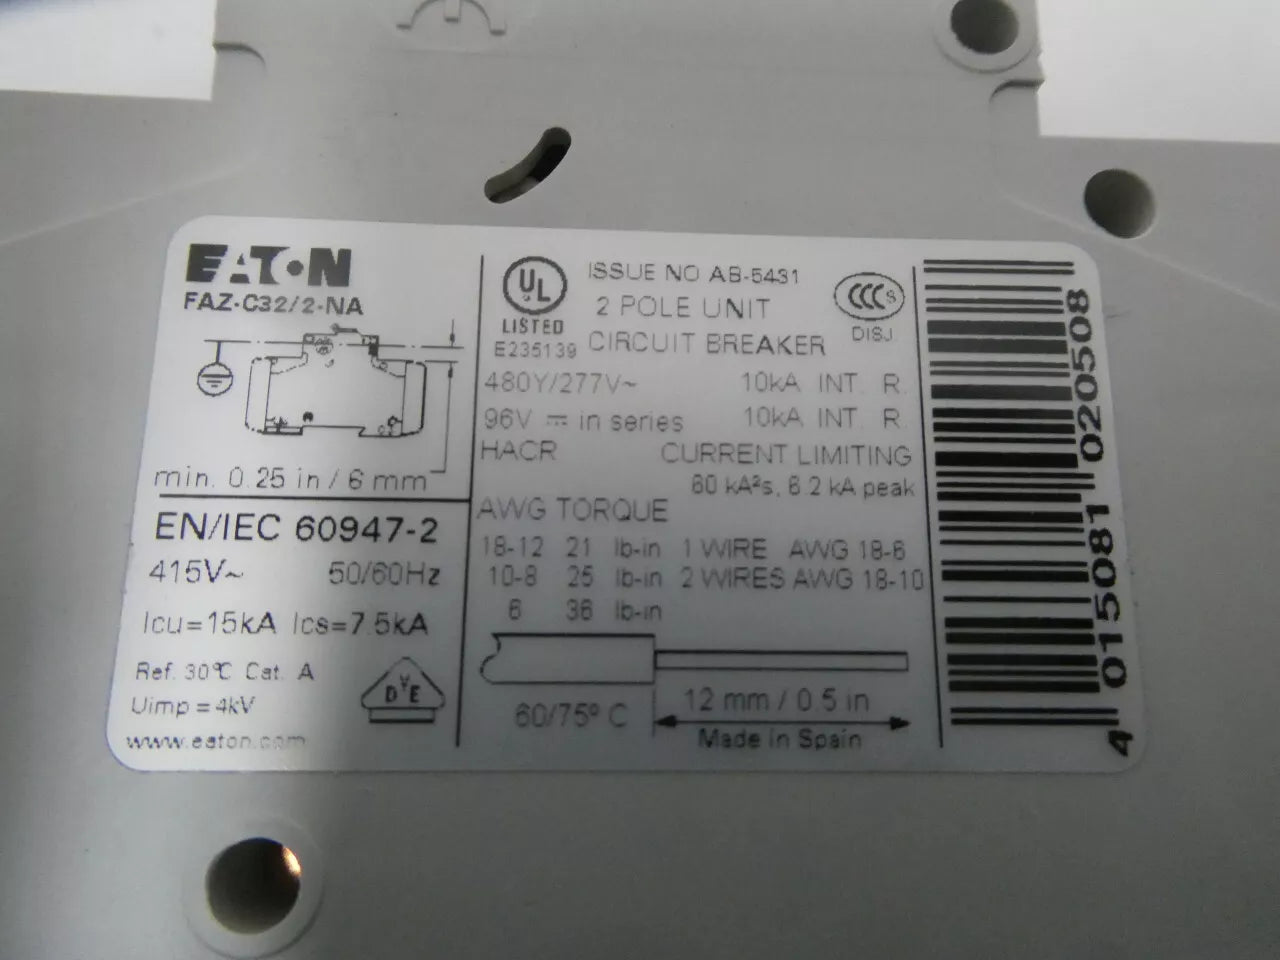 EATON
FAZ-C32/2-NA
min. 0.25 in / 6 mm
EN/IEC 60947-2
415V~ 50/60Hz
Icu=15kA Ics=7.5kA
Ref. 30°C Cat. A
Uimp = 4kV
www.eaton.com
DVE
UL
LISTED
E235139
ISSUE NO AB-5431
2 POLE UNIT
CIRCUIT BREAKER
CCC S
DISJ.
480Y/277V~ 10kA INT. R.
96V ⎓ in series 10kA INT. R.
HACR CURRENT LIMITING
60 kA²s, 6.2 kA peak
AWG TORQUE
18-12 21 lb-in 1 WIRE AWG 18-6
10-8 25 lb-in 2 WIRES AWG 18-10
6 36 lb-in
60/75° C
12 mm / 0.5 in
Made in Spain
4 015081 020508